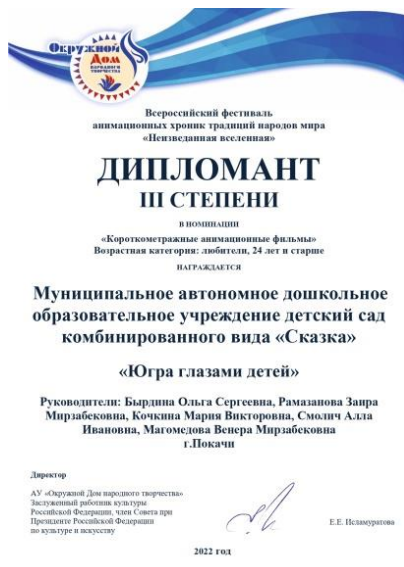 Окружной
Дом
НАРОДНОГО
ТВОРЧЕСТВА
Всероссийский фестиваль
анимационных хроник традиций народов мира
«Неизведанная вселенная»
ДИПЛОМАНТ
III СТЕПЕНИ
В НОМИНАЦИИ
«Короткометражные анимационные фильмы»
Возрастная категория: любители, 24 лет и старше
НАГРАЖДАЕТСЯ
Муниципальное автономное дошкольное
образовательное учреждение детский сад
комбинированного вида «Сказка»
«Югра глазами детей»
Руководители: Бырдина Ольга Сергеевна, Рамазанова Заира
Мирзабековна, Кочкина Мария Викторовна, Смолич Алла
Ивановна, Магомедова Венера Мирзабековна
г.Покачи
Директор
АУ «Окружной Дом народного творчества»
Заслуженный работник культуры
Российской Федерации, член Совета при
Президенте Российской Федерации
по культуре и искусству
Е.Е. Исламуратова
2022 год